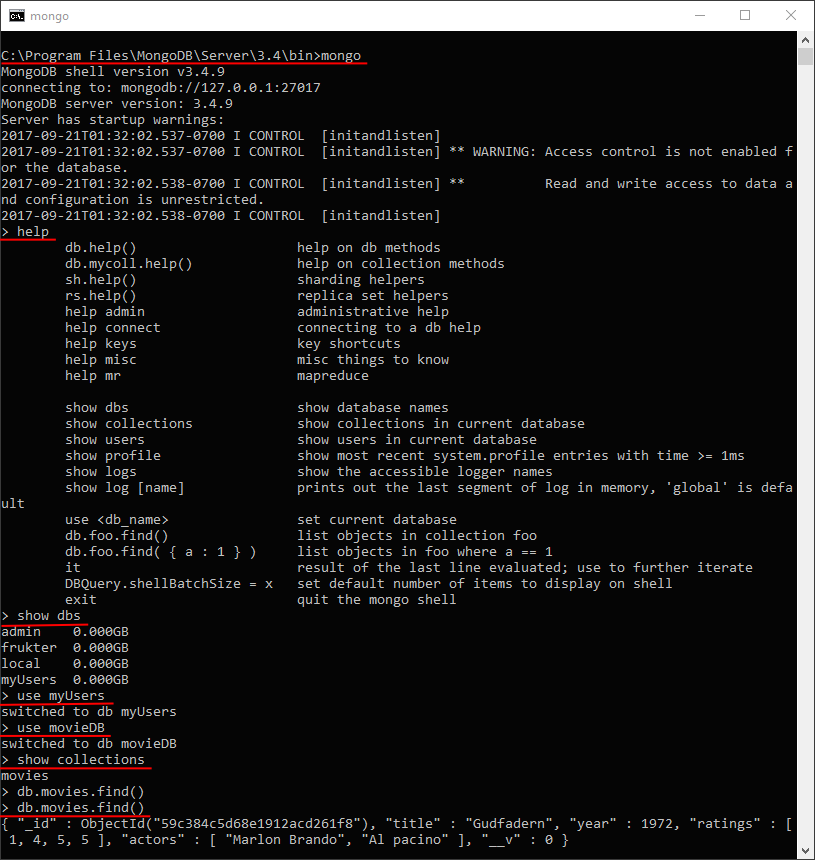 mongo
C:\Program Files\MongoDB\Server\3.4\bin>mongo
MongoDB shell version v3.4.9
connecting to: mongodb://127.0.0.1:27017
MongoDB server version: 3.4.9
Server has startup warnings:
2017-09-21T01:32:02.537-0700 I CONTROL  [initandlisten]
2017-09-21T01:32:02.537-0700 I CONTROL  [initandlisten] ** WARNING: Access control is not enabled f
or the database.
2017-09-21T01:32:02.538-0700 I CONTROL  [initandlisten] **          Read and write access to data a
nd configuration is unrestricted.
2017-09-21T01:32:02.538-0700 I CONTROL  [initandlisten]
> help
        db.help()                    help on db methods
        db.mycoll.help()             help on collection methods
        sh.help()                    sharding helpers
        rs.help()                    replica set helpers
        help admin                   administrative help
        help connect                 connecting to a db help
        help keys                    key shortcuts
        help misc                    misc things to know
        help mr                      mapreduce
        show dbs                     show database names
        show collections             show collections in current database
        show users                   show users in current database
        show profile                 show most recent system.profile entries with time >= 1ms
        show logs                    show the accessible logger names
        show log [name]              prints out the last segment of log in memory, 'global' is defa
ult
        use <db_name>                set current database
        db.foo.find()                list objects in collection foo
        db.foo.find( { a : 1 } )     list objects in foo where a == 1
        it                           result of the last line evaluated; use to further iterate
        DBQuery.shellBatchSize = x   set default number of items to display on shell
        exit                         quit the mongo shell
> show dbs
admin    0.000GB
frukter  0.000GB
local    0.000GB
myUsers  0.000GB
> use myUsers
switched to db myUsers
> use movieDB
switched to db movieDB
> show collections
movies
> db.movies.find()
> db.movies.find()
{ "_id" : ObjectId("59c384c5d68e1912acd261f8"), "title" : "Gudfadern", "year" : 1972, "ratings" : [
 1, 4, 5, 5 ], "actors" : [ "Marlon Brando", "Al pacino" ], "__v" : 0 }